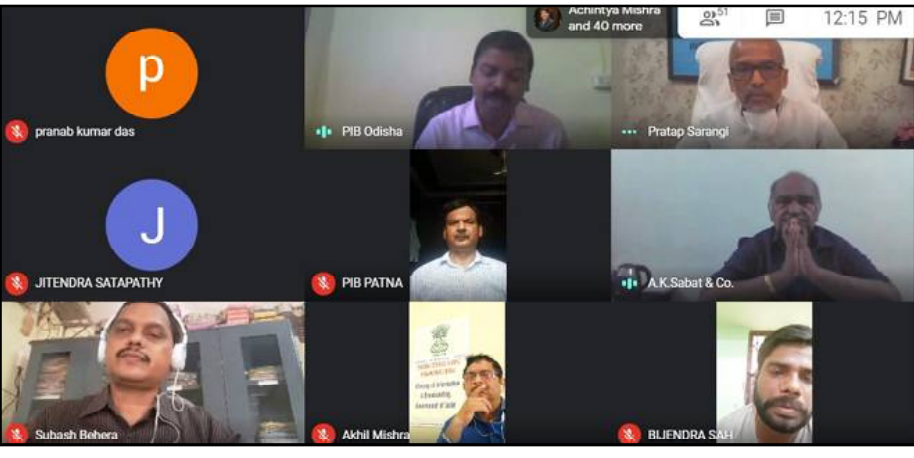 Achintya Mishra
and 40 more
51
12:15 PM
p
pranab kumar das
PIB Odisha
Pratap Sarangi
J
JITENDRA SATAPATHY
PIB PATNA
A.K.Sabat & Co.
Subash Behera
Akhil Mishra
BIJENDRA SAH